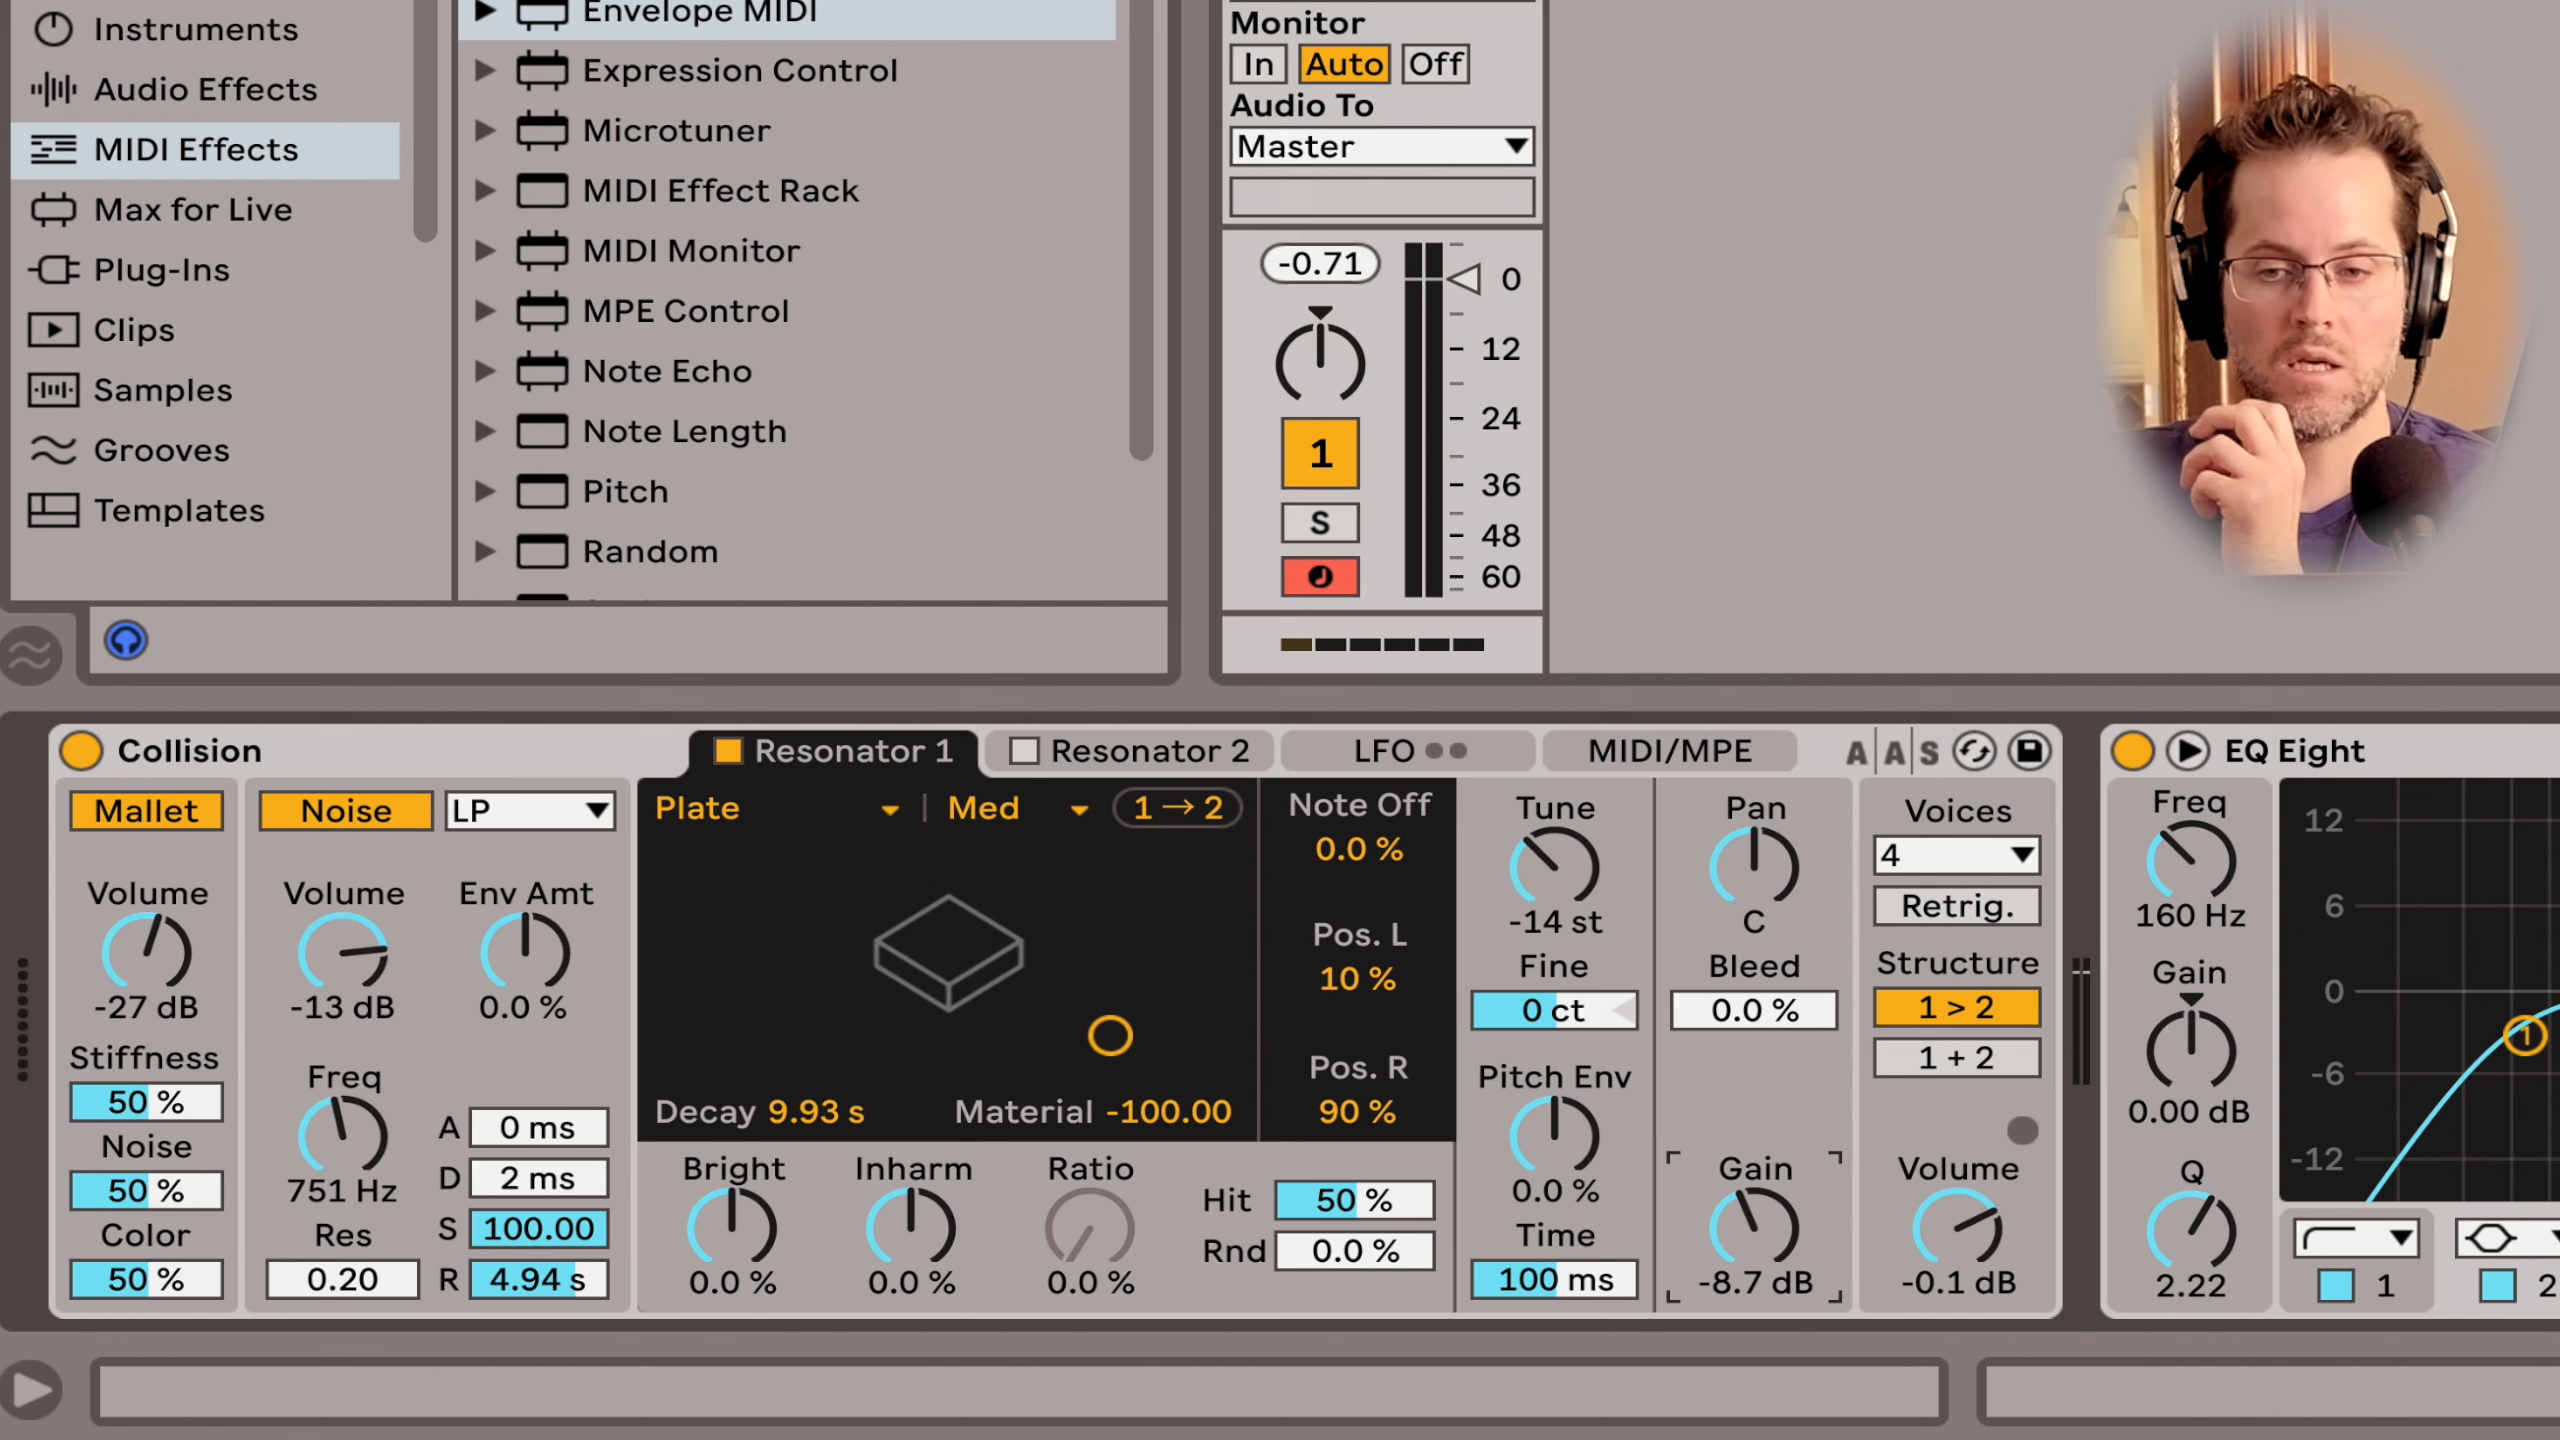 Instruments
Audio Effects
MIDI Effects
Max for Live
Plug-Ins
Clips
Samples
Grooves
Templates
Envelope MIDI
Expression Control
Microtuner
MIDI Effect Rack
MIDI Monitor
MPE Control
Note Echo
Note Length
Pitch
Random
Monitor
In Auto Off
Audio To
Master
-0.71
0
12
24
36
48
60
1
S
Collision
Mallet
Volume
-27 dB
Stiffness
50 %
Noise
50 %
Color
50 %
Noise LP
Volume
-13 dB
Env Amt
0.0 %
Freq
751 Hz
Res
0.20
A 0 ms
D 2 ms
S 100.00
R 4.94 s
Resonator 1 Resonator 2 LFO MIDI/MPE
A A S
Plate Med 1 → 2
Decay 9.93 s Material -100.00
Note Off
0.0 %
Pos. L
10 %
Pos. R
90 %
Bright
0.0 %
Inharm
0.0 %
Ratio
0.0 %
Hit 50 %
Rnd 0.0 %
Tune
-14 st
Fine
0 ct
Pitch Env
0.0 %
Time
100 ms
Pan
C
Bleed
0.0 %
Gain
-8.7 dB
Voices
4
Retrig.
Structure
1 > 2
1 + 2
Volume
-0.1 dB
EQ Eight
Freq
160 Hz
Gain
0.00 dB
Q
2.22
12
6
0
-6
-12
1
1
2